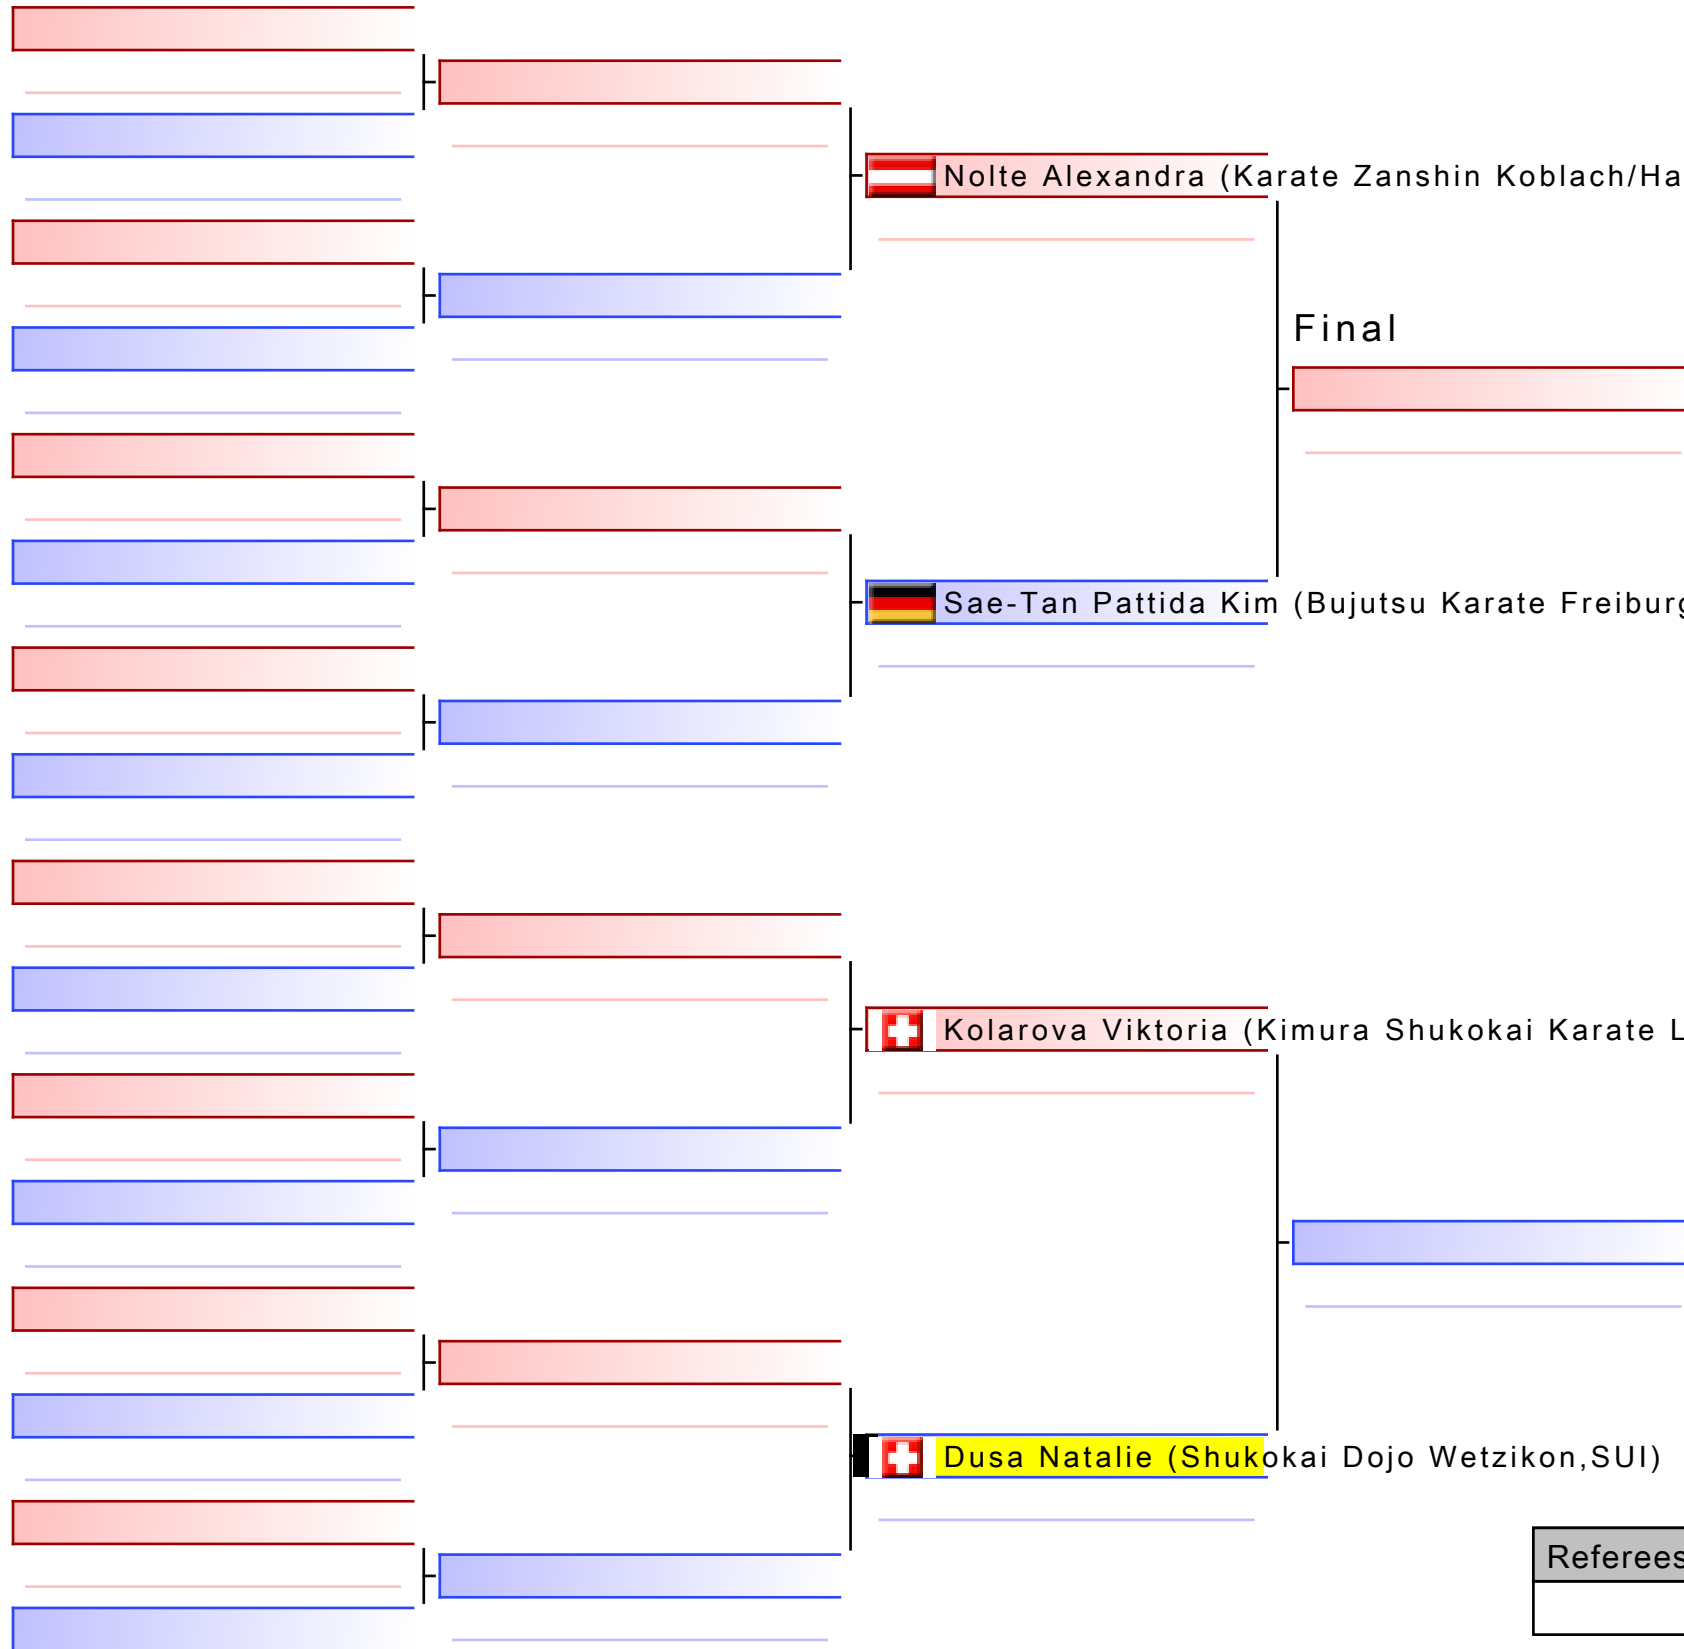 Nolte Alexandra (Karate Zanshin Koblach/Ha
Final
Sae-Tan Pattida Kim (Bujutsu Karate Freiburg
Kolarova Viktoria (Kimura Shukokai Karate L
Dusa Natalie (Shukokai Dojo Wetzikon,SUI)
Referees